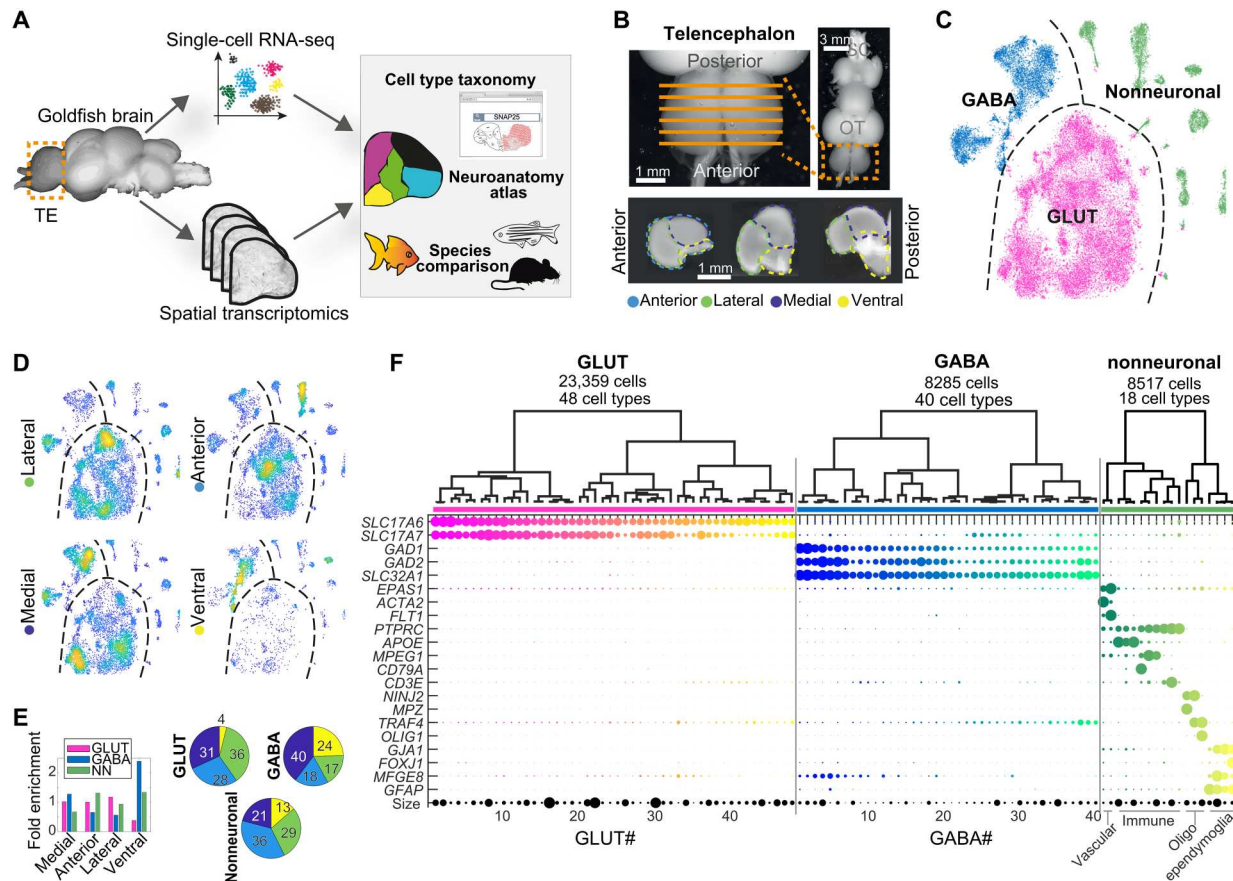 A
Single-cell RNA-seq
Goldfish brain
TE
Spatial transcriptomics
Cell type taxonomy
SNAP25
Neuroanatomy
atlas
Species
comparison
B
Telencephalon
Posterior
Anterior
1 mm
3 mm
SC
OT
Anterior
1 mm
Posterior
Anterior
Lateral
Medial
Ventral
C
GABA
Nonneuronal
GLUT
D
Lateral
Anterior
Medial
Ventral
E
Fold enrichment
2
1
0
GLUT
GABA
NN
Medial
Anterior
Lateral
Ventral
GLUT
4
36
28
31
GABA
24
17
18
40
Nonneuronal
13
29
36
21
F
GLUT
23,359 cells
48 cell types
GABA
8285 cells
40 cell types
nonneuronal
8517 cells
18 cell types
SLC17A6
SLC17A7
GAD1
GAD2
SLC32A1
EPAS1
ACTA2
FLT1
PTPRC
APOE
MPEG1
CD79A
CD3E
NINJ2
MPZ
TRAF4
OLIG1
GJA1
FOXJ1
MFGE8
GFAP
Size
10 20 30 40
GLUT#
10 20 30 40
GABA#
Vascular
Immune
Oligo
ependymoglia